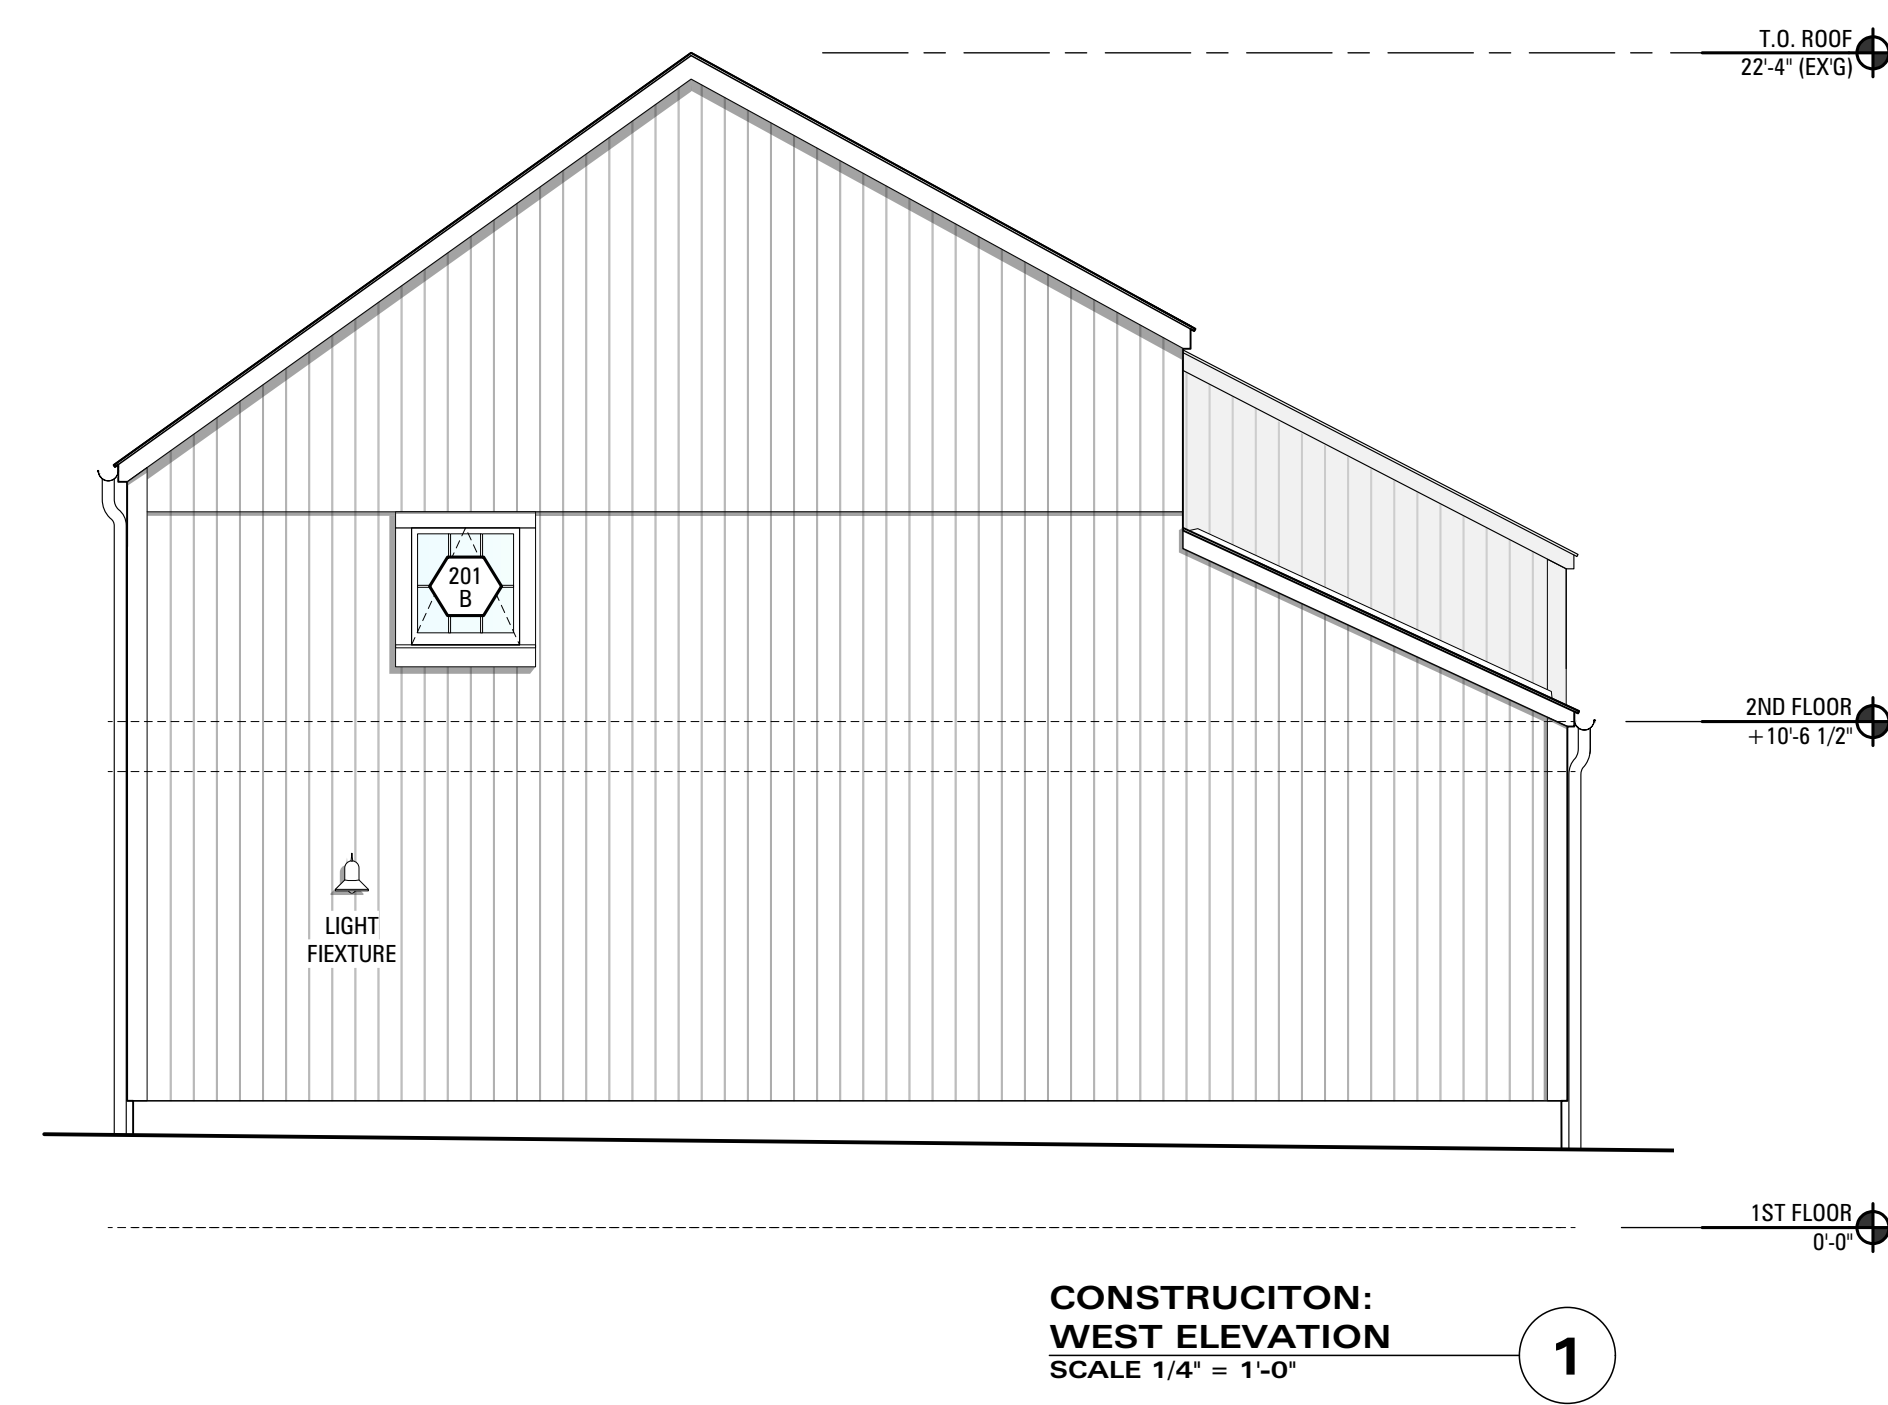 T.O. ROOF
22'-4" (EX'G)
201
B
2ND FLOOR
+10'-6 1/2"
LIGHT
FIEXTURE
1ST FLOOR
0'-0"
CONSTRUCITON:
WEST ELEVATION
SCALE 1/4" = 1'-0"
1